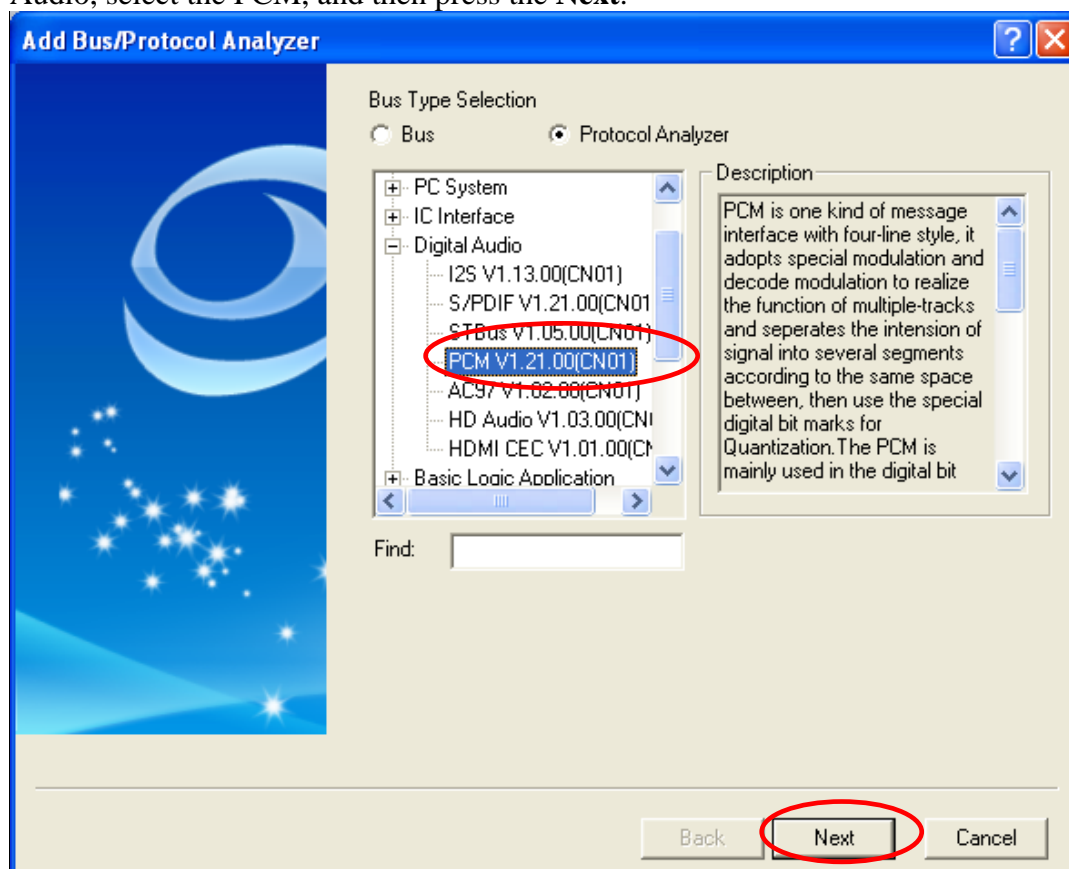 Audio, select the PCM, and then press the Next.
Add Bus/Protocol Analyzer
Bus Type Selection
Bus
Protocol Analyzer
PC System
IC Interface
Digital Audio
I2S V1.13.00(CN01)
S/PDIF V1.21.00(CN01
STBus V1.05.00(CN01)
PCM V1.21.00(CN01)
AC97 V1.02.00(CN01)
HD Audio V1.03.00(CN
HDMI CEC V1.01.00(C
Basic Logic Application
Description
PCM is one kind of message
interface with four-line style, it
adopts special modulation and
decode modulation to realize
the function of multiple-tracks
and seperates the intension of
signal into several segments
according to the same space
between, then use the special
digital bit marks for
Quantization.The PCM is
mainly used in the digital bit
Find:
Back
Next
Cancel